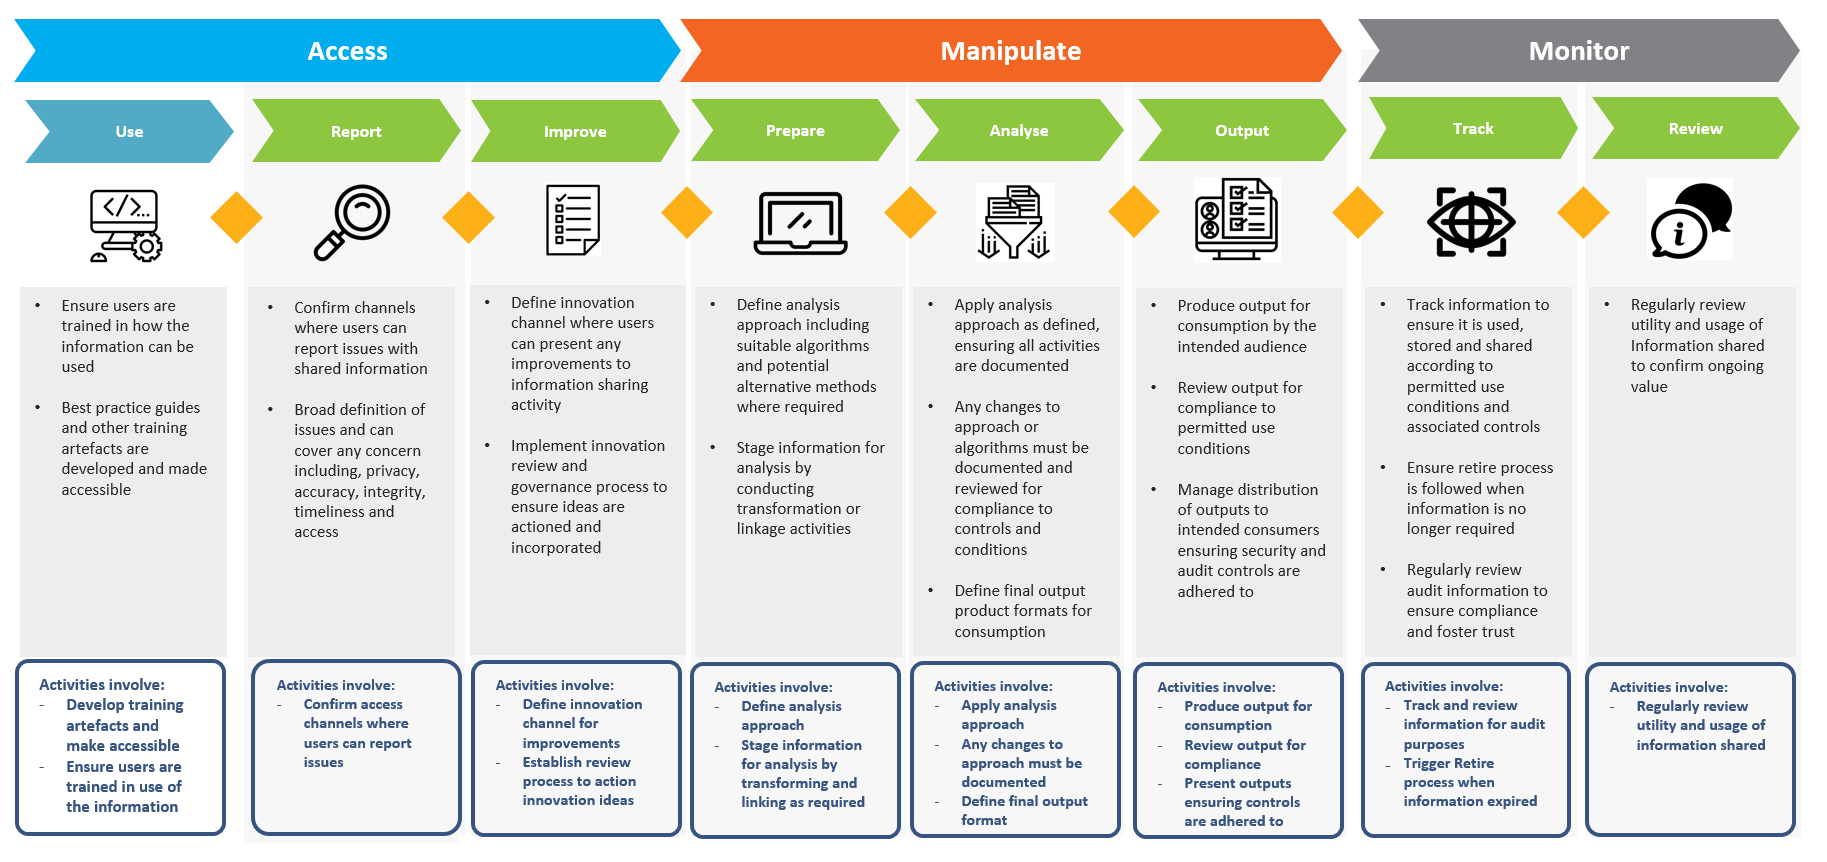 Access
Manipulate
Monitor
Use
Report
Improve
Prepare
Analyse
Output
Track
Review
</>...
i
• Ensure users are
trained in how the
information can be
used
• Best practice guides
and other training
artefacts are
developed and made
accessible
• Confirm channels
where users can
report issues with
shared information
• Broad definition of
issues and can
cover any concern
including, privacy,
accuracy, integrity,
timeliness and
access
• Define innovation
channel where users
can present any
improvements to
information sharing
activity
• Implement innovation
review and
governance process to
ensure ideas are
actioned and
incorporated
• Define analysis
approach including
suitable algorithms
and potential
alternative methods
where required
• Stage information for
analysis by
conducting
transformation or
linkage activities
• Apply analysis
approach as defined,
ensuring all activities
are documented
• Any changes to
approach or
algorithms must be
documented and
reviewed for
compliance to
controls and
conditions
• Define final output
product formats for
consumption
• Produce output for
consumption by the
intended audience
• Review output for
compliance to
permitted use
conditions
• Manage distribution
of outputs to
intended consumers
ensuring security and
audit controls are
adhered to
• Track information to
ensure it is used,
stored and shared
according to
permitted use
conditions and
associated controls
• Ensure retire process
is followed when
information is no
longer required
• Regularly review
audit information to
ensure compliance
and foster trust
• Regularly review
utility and usage of
Information shared
to confirm ongoing
value
Activities involve:
- Develop training
artefacts and
make accessible
- Ensure users are
trained in use of
the information
Activities involve:
- Confirm access
channels where
users can report
issues
Activities involve:
- Define innovation
channel for
improvements
- Establish review
process to action
innovation ideas
Activities involve:
- Define analysis
approach
- Stage information
for analysis by
transforming and
linking as required
Activities involve:
- Apply analysis
approach
- Any changes to
approach must be
documented
- Define final output
format
Activities involve:
- Produce output for
consumption
- Review output for
compliance
- Present outputs
ensuring controls
are adhered to
Activities involve:
- Track and review
information for audit
purposes
- Trigger Retire
process when
information expired
Activities involve:
- Regularly review
utility and usage of
information shared